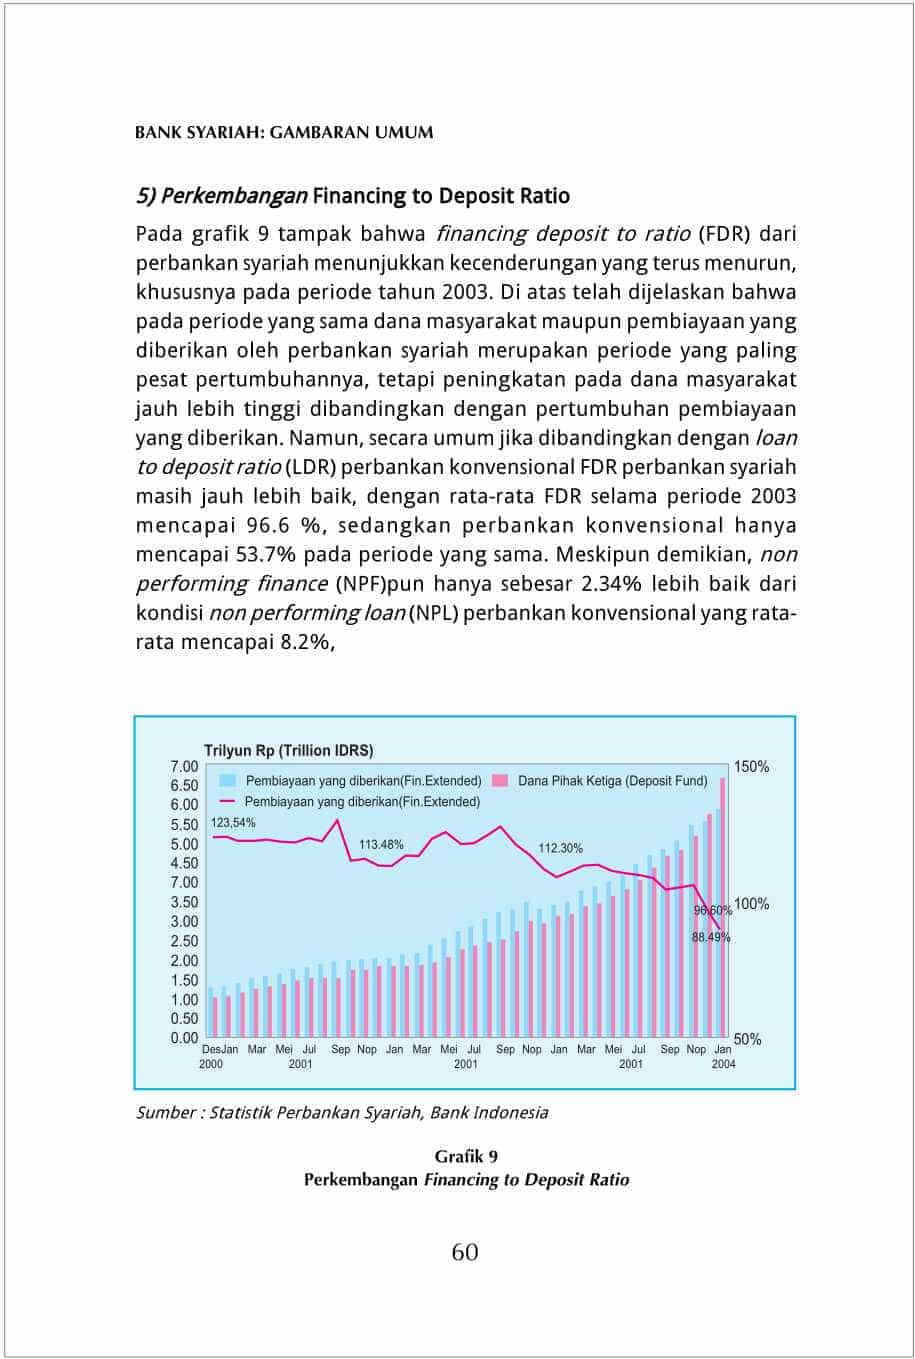 BANK SYARIAH: GAMBARAN UMUM
5) Perkembangan Financing to Deposit Ratio
Pada grafik 9 tampak bahwa financing deposit to ratio (FDR) dari
perbankan syariah menunjukkan kecenderungan yang terus menurun,
khususnya pada periode tahun 2003. Di atas telah dijelaskan bahwa
pada periode yang sama dana masyarakat maupun pembiayaan yang
diberikan oleh perbankan syariah merupakan periode yang paling
pesat pertumbuhannya, tetapi peningkatan pada dana masyarakat
jauh lebih tinggi dibandingkan dengan pertumbuhan pembiayaan
yang diberikan. Namun, secara umum jika dibandingkan dengan loan
to deposit ratio (LDR) perbankan konvensional FDR perbankan syariah
masih jauh lebih baik, dengan rata-rata FDR selama periode 2003
mencapai 96.6 %, sedangkan perbankan konvensional hanya
mencapai 53.7% pada periode yang sama. Meskipun demikian, non
performing finance (NPF)pun hanya sebesar 2.34% lebih baik dari
kondisi non performing loan (NPL) perbankan konvensional yang rata-
rata mencapai 8.2%,
Trilyun Rp (Trillion IDRS)
7.00
6.50
6.00
5.50
5.00
4.50
7.00
3.50
3.00
2.50
2.00
1.50
1.00
0.50
0.00
150%
100%
50%
Pembiayaan yang diberikan(Fin.Extended) Dana Pihak Ketiga (Deposit Fund)
Pembiayaan yang diberikan(Fin.Extended)
123,54%
113.48%
112.30%
96.60%
88.49%
DesJan Mar Mei Jul Sep Nop Jan Mar Mei Jul Sep Nop Jan Mar Mei Jul Sep Nop Jan
2000 2001 2001 2001 2004
Sumber : Statistik Perbankan Syariah, Bank Indonesia
Grafik 9
Perkembangan Financing to Deposit Ratio
60